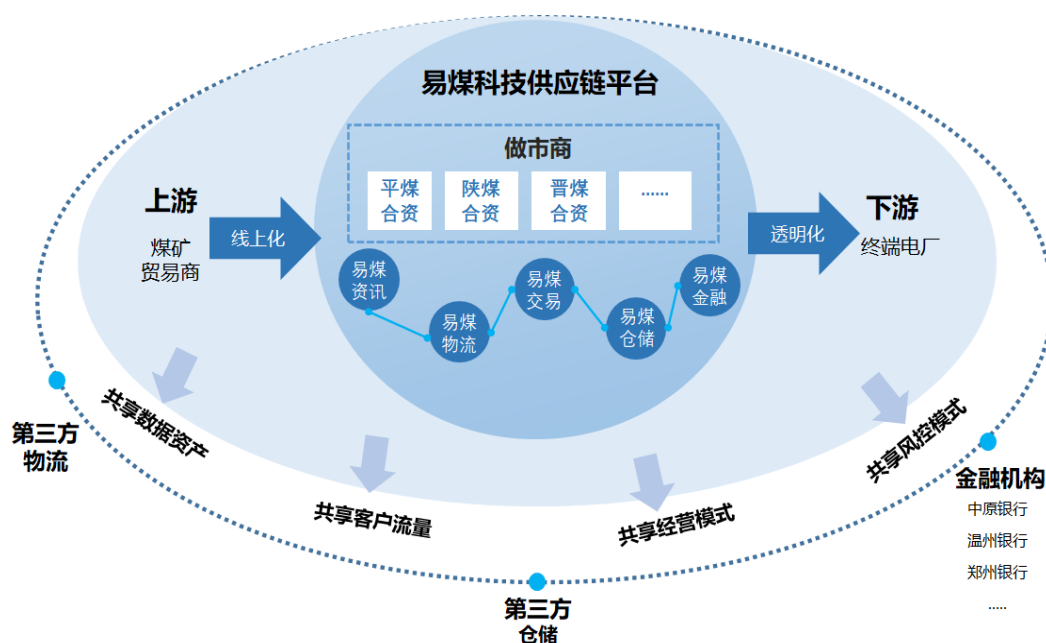 易煤科技供应链平台
做市商
平煤
合资
陕煤
合资
晋煤
合资
......
上游
煤矿
贸易商
线上化
透明化
下游
终端电厂
易煤
资讯
易煤
物流
易煤
交易
易煤
仓储
易煤
金融
共享数据资产
共享客户流量
共享经营模式
共享风控模式
第三方
物流
第三方
仓储
金融机构
中原银行
温州银行
郑州银行
.....